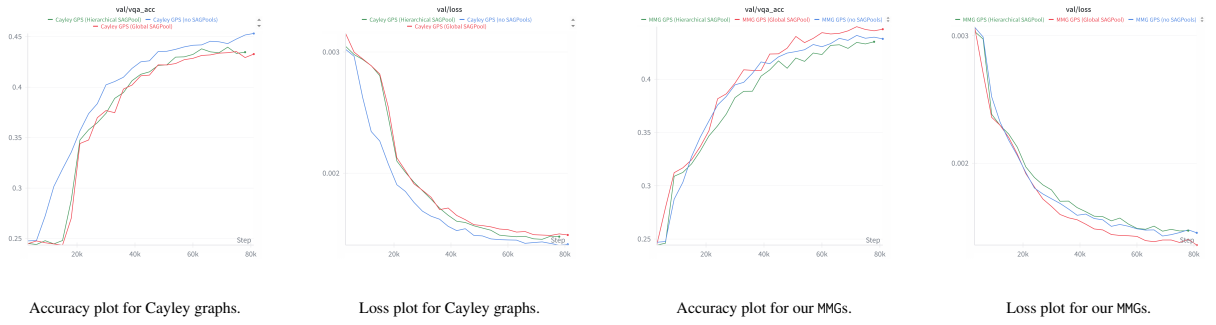 val/vqa_acc
Cayley GPS (Hierarchical SAGPool) Cayley GPS (no SAGPools)
Cayley GPS (Global SAGPool)
0.45
0.4
0.35
0.3
0.25
Step
20k 40k 60k 80k
val/loss
Cayley GPS (Hierarchical SAGPool) Cayley GPS (no SAGPools)
Cayley GPS (Global SAGPool)
0.003
0.002
Step
20k 40k 60k 80k
val/vqa_acc
MMG GPS (Hierarchical SAGPool) MMG GPS (Global SAGPool) MMG GPS (no SAGPools)
0.4
0.35
0.3
0.25
Step
20k 40k 60k 80k
val/loss
MMG GPS (Hierarchical SAGPool) MMG GPS (Global SAGPool) MMG GPS (no SAGPools)
0.003
0.002
Step
20k 40k 60k 80k
Accuracy plot for Cayley graphs.
Loss plot for Cayley graphs.
Accuracy plot for our MMGs.
Loss plot for our MMGs.